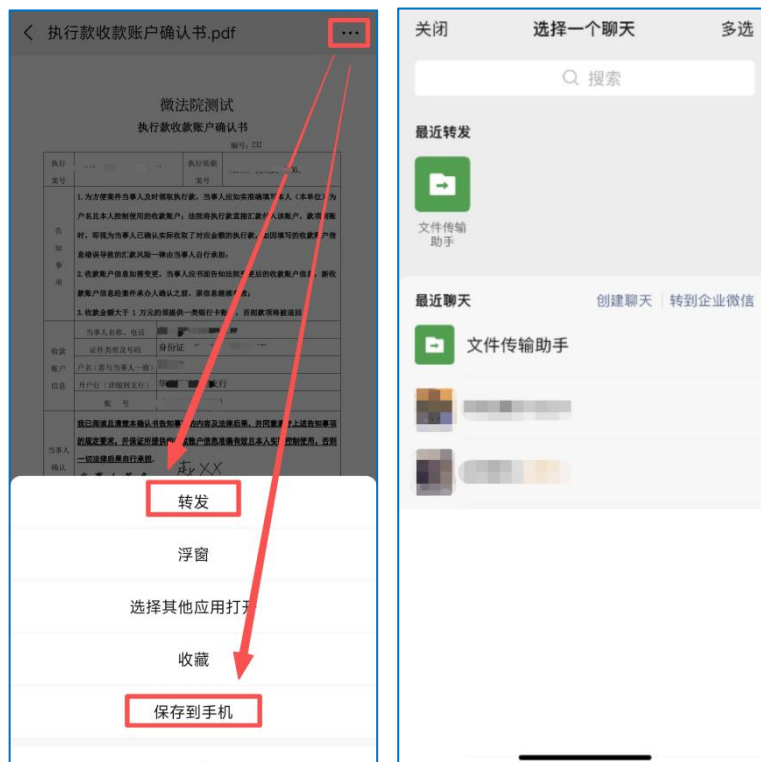 执行款收款账户确认书.pdf
微法院测试
执行款收款账户确认书
编号: 232
执行
案号
执行依据
案号
告
知
事
项
1.为方便案件当事人及时领取执行款,当事人应如实准确填写本人(本单位)为
户名且本人控制使用的收款账户;法院将执行款直接汇款付入该账户,款项到账
时,即视为当事人已确认实际收取了对应金额的执行款,如因填写的收款账户信
息错误导致的汇款风险一律由当事人自行承担;
2.收款账户信息如需变更,当事人应书面告知法院变更后的收款账户信息,新收
款账户信息经案件承办人确认之前,原信息继续有效;
3.收款金额大于 1 万元的须提供一类银行卡账户,否则款项将被退回
收款
账户
信息
当事人名称、电话
证件类型及号码
身份证
户名(需与当事人一致)
开户行(详细到支行)
支行
账 号
当事人
确认
我已阅读且清楚本确认书告知事项的内容及法律后果,并同意遵守上述告知事项
的规定要求,并保证所提供的收款账户信息准确有效且本人实际控制使用,否则
一切法律后果自行承担。
转发
浮窗
选择其他应用打开
收藏
保存到手机
关闭
选择一个聊天
多选
搜索
最近转发
文件传输
助手
最近聊天
创建聊天
转到企业微信
文件传输助手